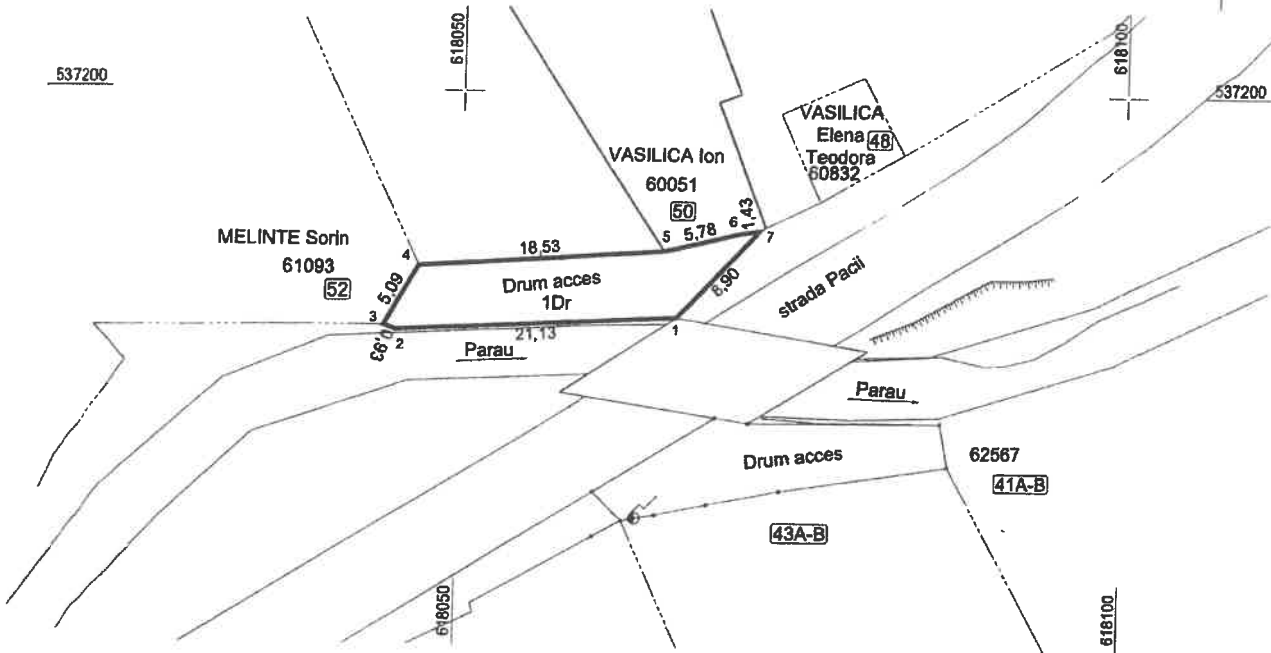 618050
618100
537200
537200
VASILICA
Elena 48
Teodora
60832
VASILICA Ion
60051
50
MELINTE Sorin
61093
52
4
18,53
5
5,78
6
1,43
7
5,09
Drum acces
1Dr
8,90
strada Pacii
3
0,93
2
21,13
1
Parau
Parau
Drum acces
62567
41A-B
43A-B
618050
618100